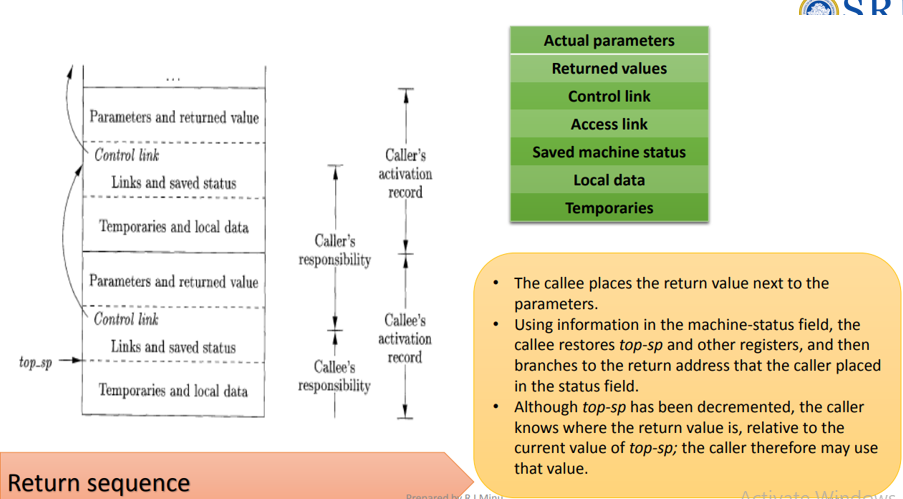 SR
...
Parameters and returned value
Control link
Links and saved status
Temporaries and local data
Parameters and returned value
Control link
Links and saved status
Temporaries and local data
top_sp
Caller's
responsibility
Callee's
responsibility
Caller's
activation
record
Callee's
activation
record
Actual parameters
Returned values
Control link
Access link
Saved machine status
Local data
Temporaries
• The callee places the return value next to the
parameters.
• Using information in the machine-status field, the
callee restores top-sp and other registers, and then
branches to the return address that the caller placed
in the status field.
• Although top-sp has been decremented, the caller
knows where the return value is, relative to the
current value of top-sp; the caller therefore may use
that value.
Return sequence
Prepared by R I Minu
Activate Windows